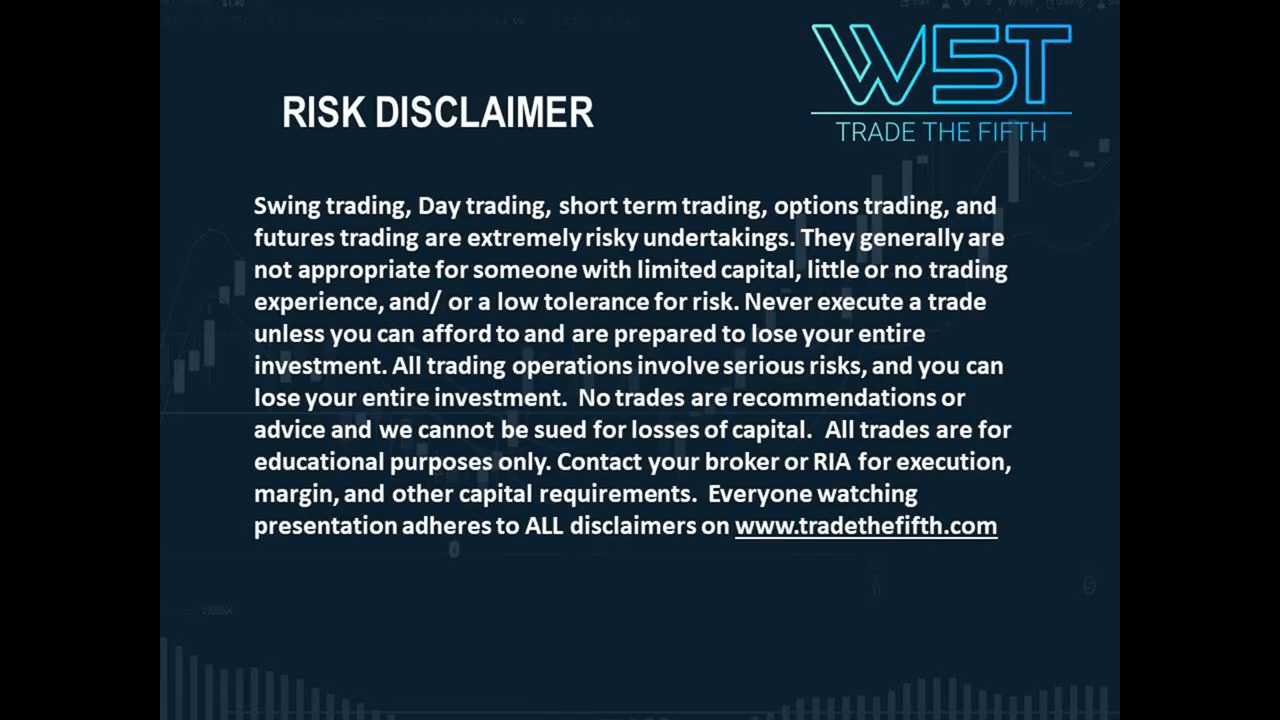 W5T
TRADE THE FIFTH
RISK DISCLAIMER
Swing trading, Day trading, short term trading, options trading, and
futures trading are extremely risky undertakings. They generally are
not appropriate for someone with limited capital, little or no trading
experience, and/ or a low tolerance for risk. Never execute a trade
unless you can afford to and are prepared to lose your entire
investment. All trading operations involve serious risks, and you can
lose your entire investment.  No trades are recommendations or
advice and we cannot be sued for losses of capital.  All trades are for
educational purposes only. Contact your broker or RIA for execution,
margin, and other capital requirements.  Everyone watching
presentation adheres to ALL disclaimers on www.tradethefifth.com